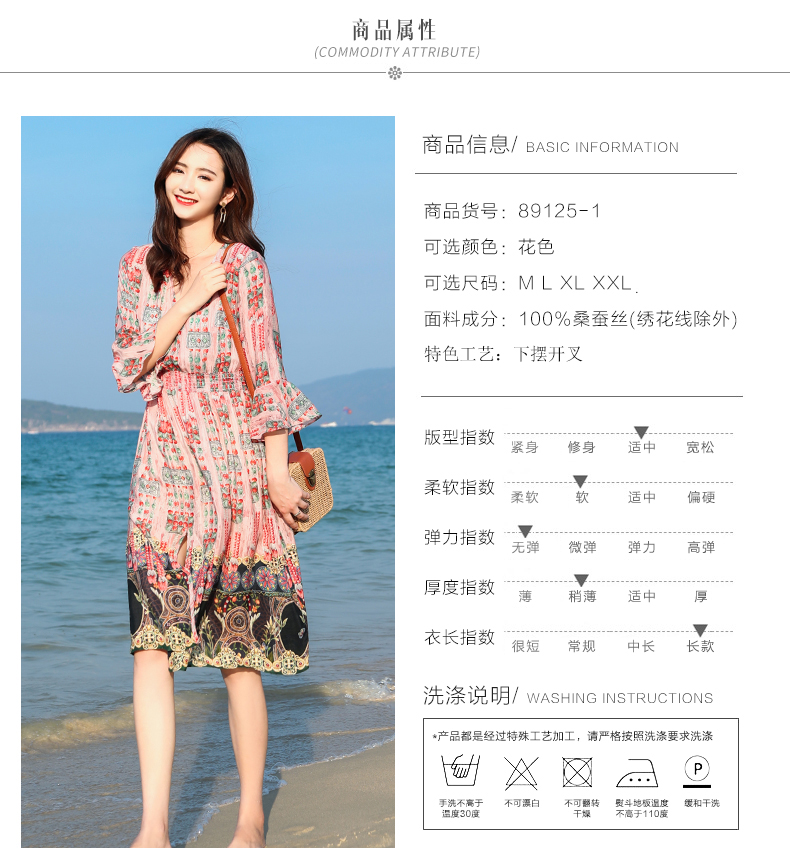 商品属性
(COMMODITY ATTRIBUTE)
商品信息/ BASIC INFORMATION
商品货号：89125-1
可选颜色：花色
可选尺码：M L XL XXL
面料成分：100%桑蚕丝(绣花线除外)
特色工艺：下摆开叉
版型指数 紧身 修身 适中 宽松
柔软指数 柔软 软 适中 偏硬
弹力指数 无弹 微弹 弹力 高弹
厚度指数 薄 稍薄 适中 厚
衣长指数 很短 常规 中长 长款
洗涤说明/ WASHING INSTRUCTIONS
*产品都是经过特殊工艺加工，请严格按照洗涤要求洗涤
P
手洗不高于 不可漂白 不可翻转 熨斗地板温度 缓和干洗
温度30度 干燥 不高于110度